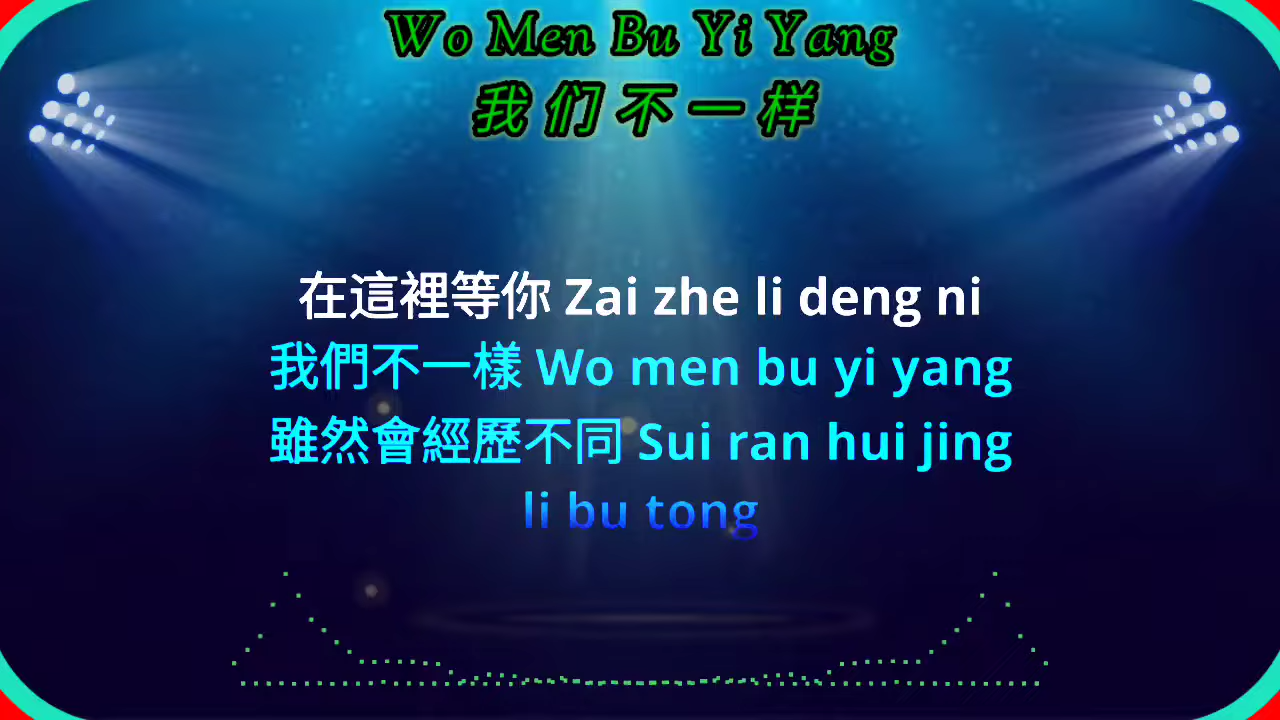 Wo Men Bu Yi Yang
我们不一样
在這裡等你 Zai zhe li deng ni
我們不一樣 Wo men bu yi yang
雖然會經歷不同 Sui ran hui jing
li bu tong